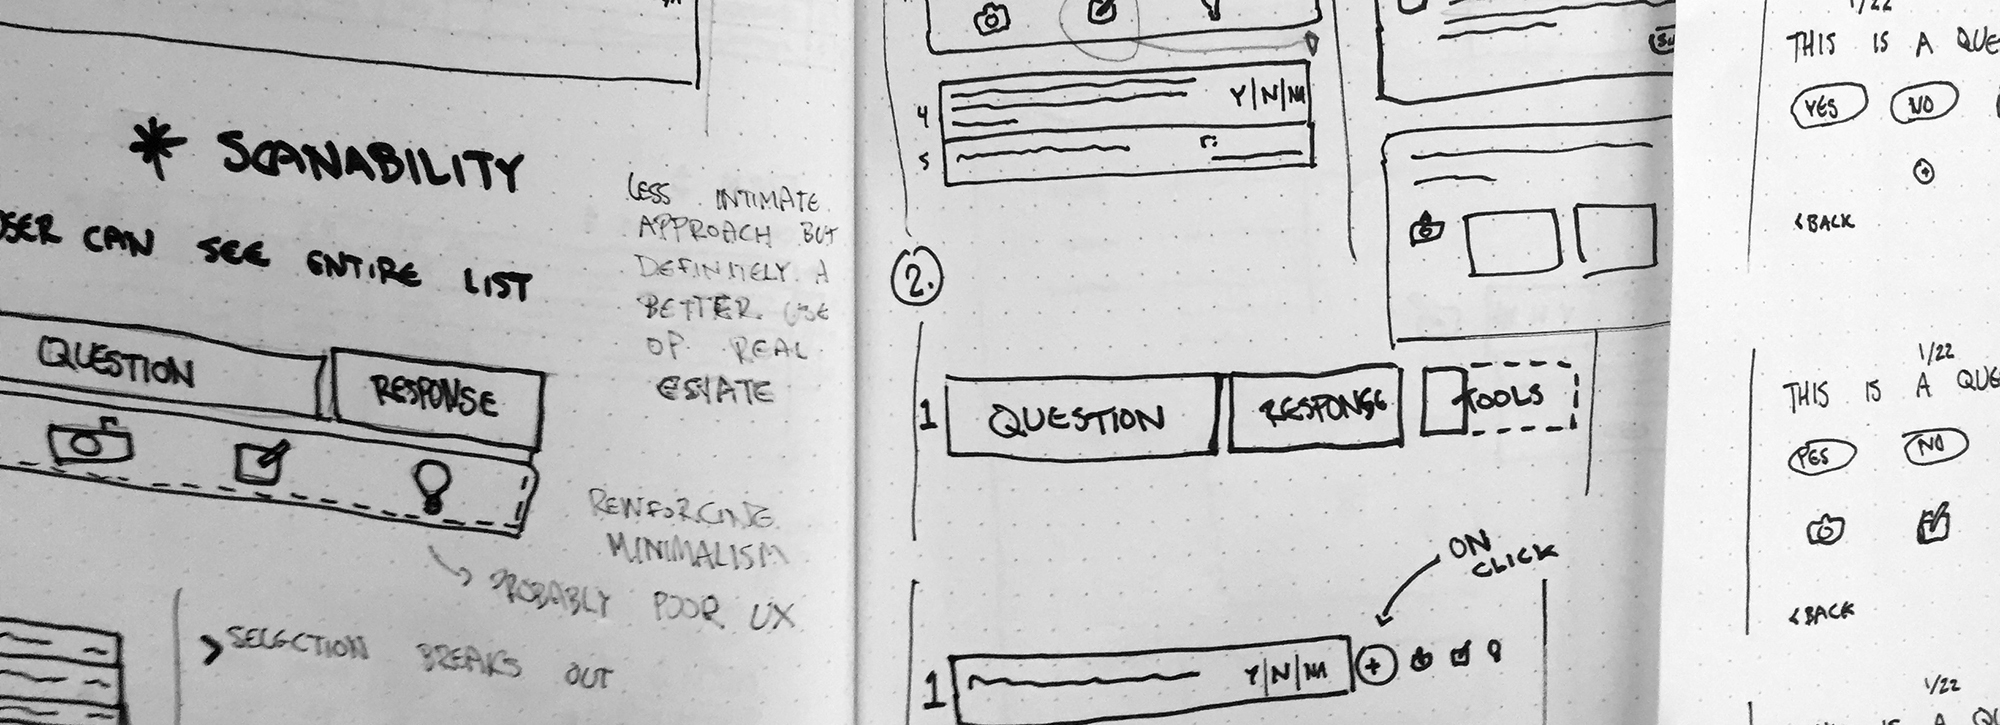 * SCANABILITY
USER CAN SEE ENTIRE LIST
LESS INTIMATE
APPROACH BUT
DEFINITELY A
BETTER USE
OF REAL
ESTATE
QUESTION
RESPONSE
REINFORCING
MINIMALISM
PROBABLY POOR UX
> SELECTION BREAKS OUT
4
Y|N|NA
5
2.
1
QUESTION
RESPONSE
TOOLS
ON
CLICK
1
Y|N|NA
+
1/22
THIS IS A QUE
YES
NO
+
<BACK
1/22
THIS IS A QUE
YES
NO
<BACK
1/22